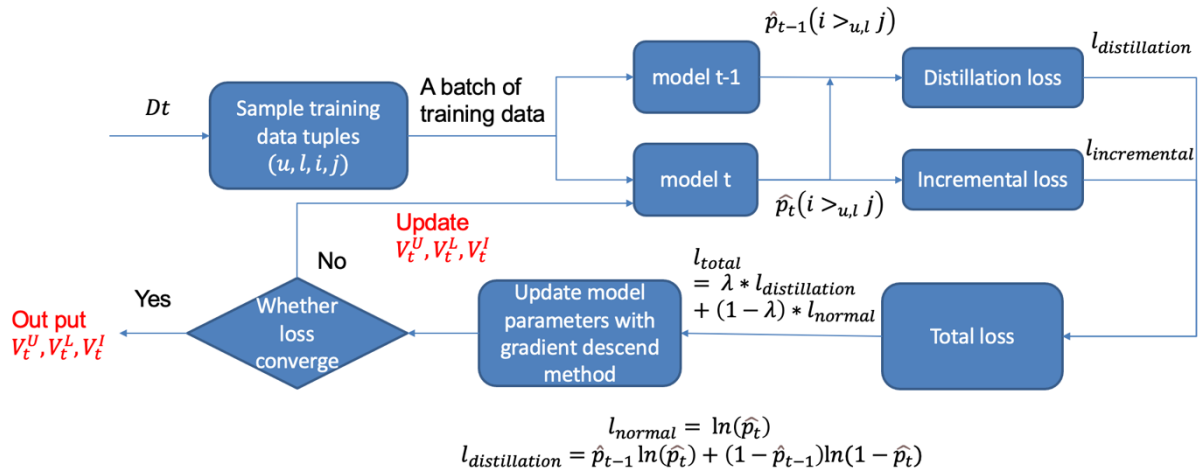 Dt
Sample training
data tuples
(u, l, i, j)
A batch of
training data
model t-1
model t
p̂_{t−1}(i >_{u,l} j)
p̂_t(i >_{u,l} j)
Distillation loss
Incremental loss
l_{distillation}
l_{incremental}
Update
V_t^U, V_t^L, V_t^I
No
Yes
Out put
V_t^U, V_t^L, V_t^I
Whether
loss
converge
Update model
parameters with
gradient descend
method
l_{total}
= λ * l_{distillation}
+ (1 − λ) * l_{normal}
Total loss
l_{normal} = ln(p̂_t)
l_{distillation} = p̂_{t−1} ln(p̂_t) + (1 − p̂_{t−1})ln(1 − p̂_t)